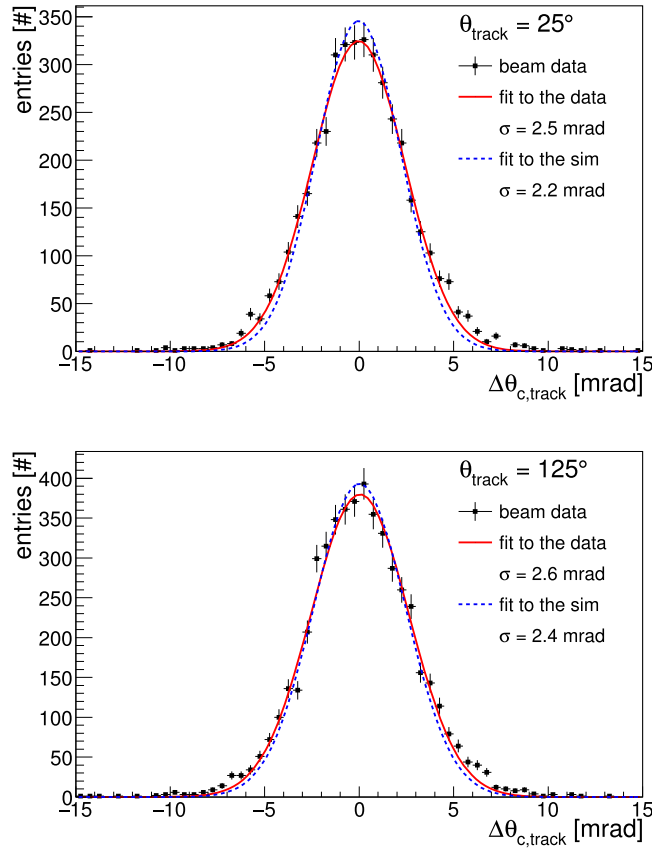 entries [#]
350
300
250
200
150
100
50
0
θtrack = 25°
beam data
fit to the data
σ = 2.5 mrad
fit to the sim
σ = 2.2 mrad
−15 −10 −5 0 5 10 15
Δθc,track [mrad]
entries [#]
400
350
300
250
200
150
100
50
0
θtrack = 125°
beam data
fit to the data
σ = 2.6 mrad
fit to the sim
σ = 2.4 mrad
−15 −10 −5 0 5 10 15
Δθc,track [mrad]